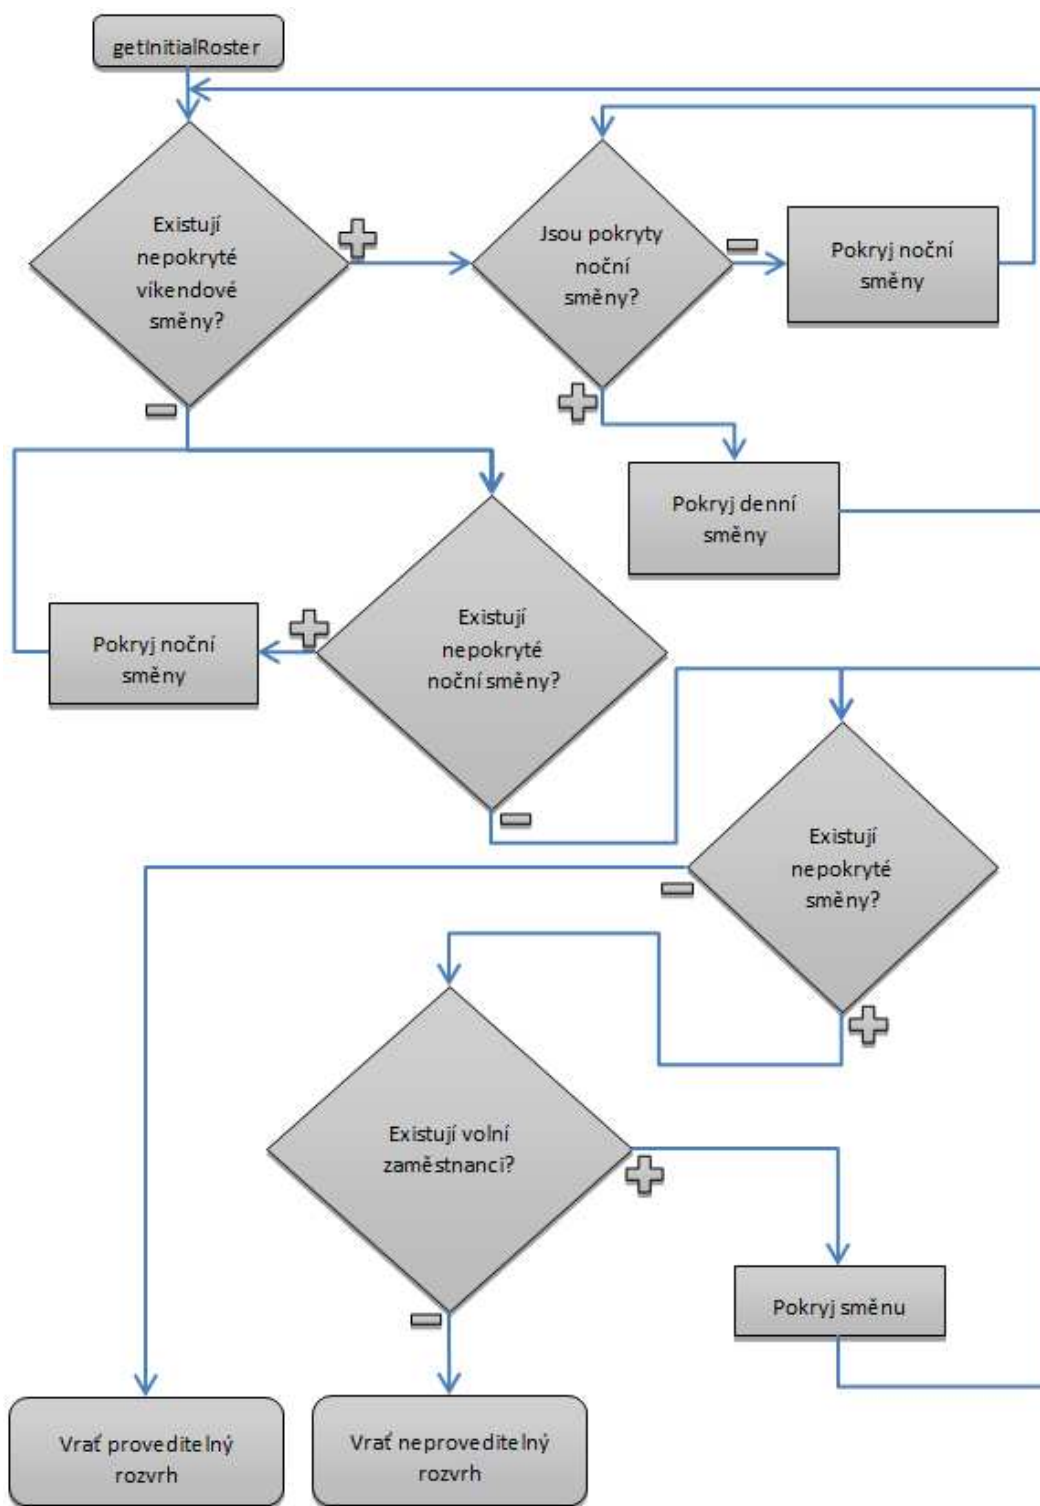 getInitialRoster
Existují
nepokryté
víkendové
směny?
Jsou pokryty
noční
směny?
Pokryj noční
směny
Pokryj denní
směny
Pokryj noční
směny
Existují
nepokryté
noční směny?
Existují
nepokryté
směny?
Existují volní
zaměstnanci?
Pokryj směnu
Vrať proveditelný
rozvrh
Vrať neproveditelný
rozvrh